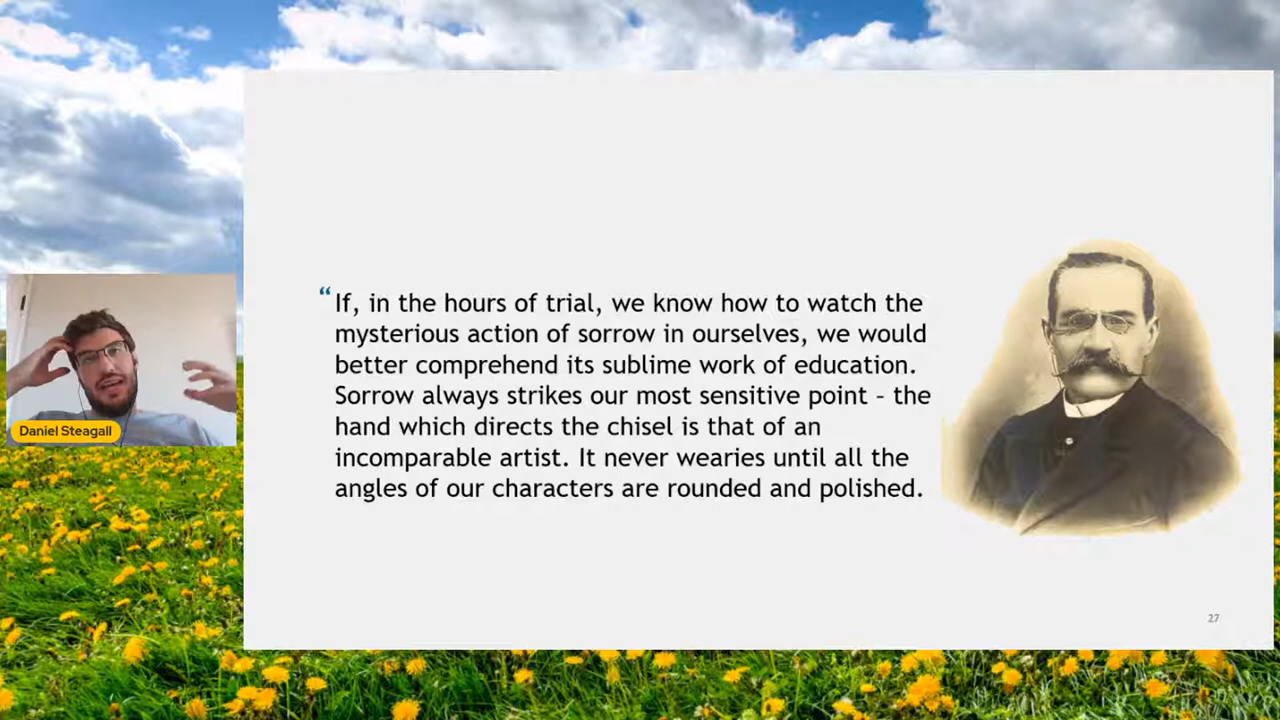 “If, in the hours of trial, we know how to watch the
mysterious action of sorrow in ourselves, we would
better comprehend its sublime work of education.
Sorrow always strikes our most sensitive point – the
hand which directs the chisel is that of an
incomparable artist. It never wearies until all the
angles of our characters are rounded and polished.
Daniel Steagall
27